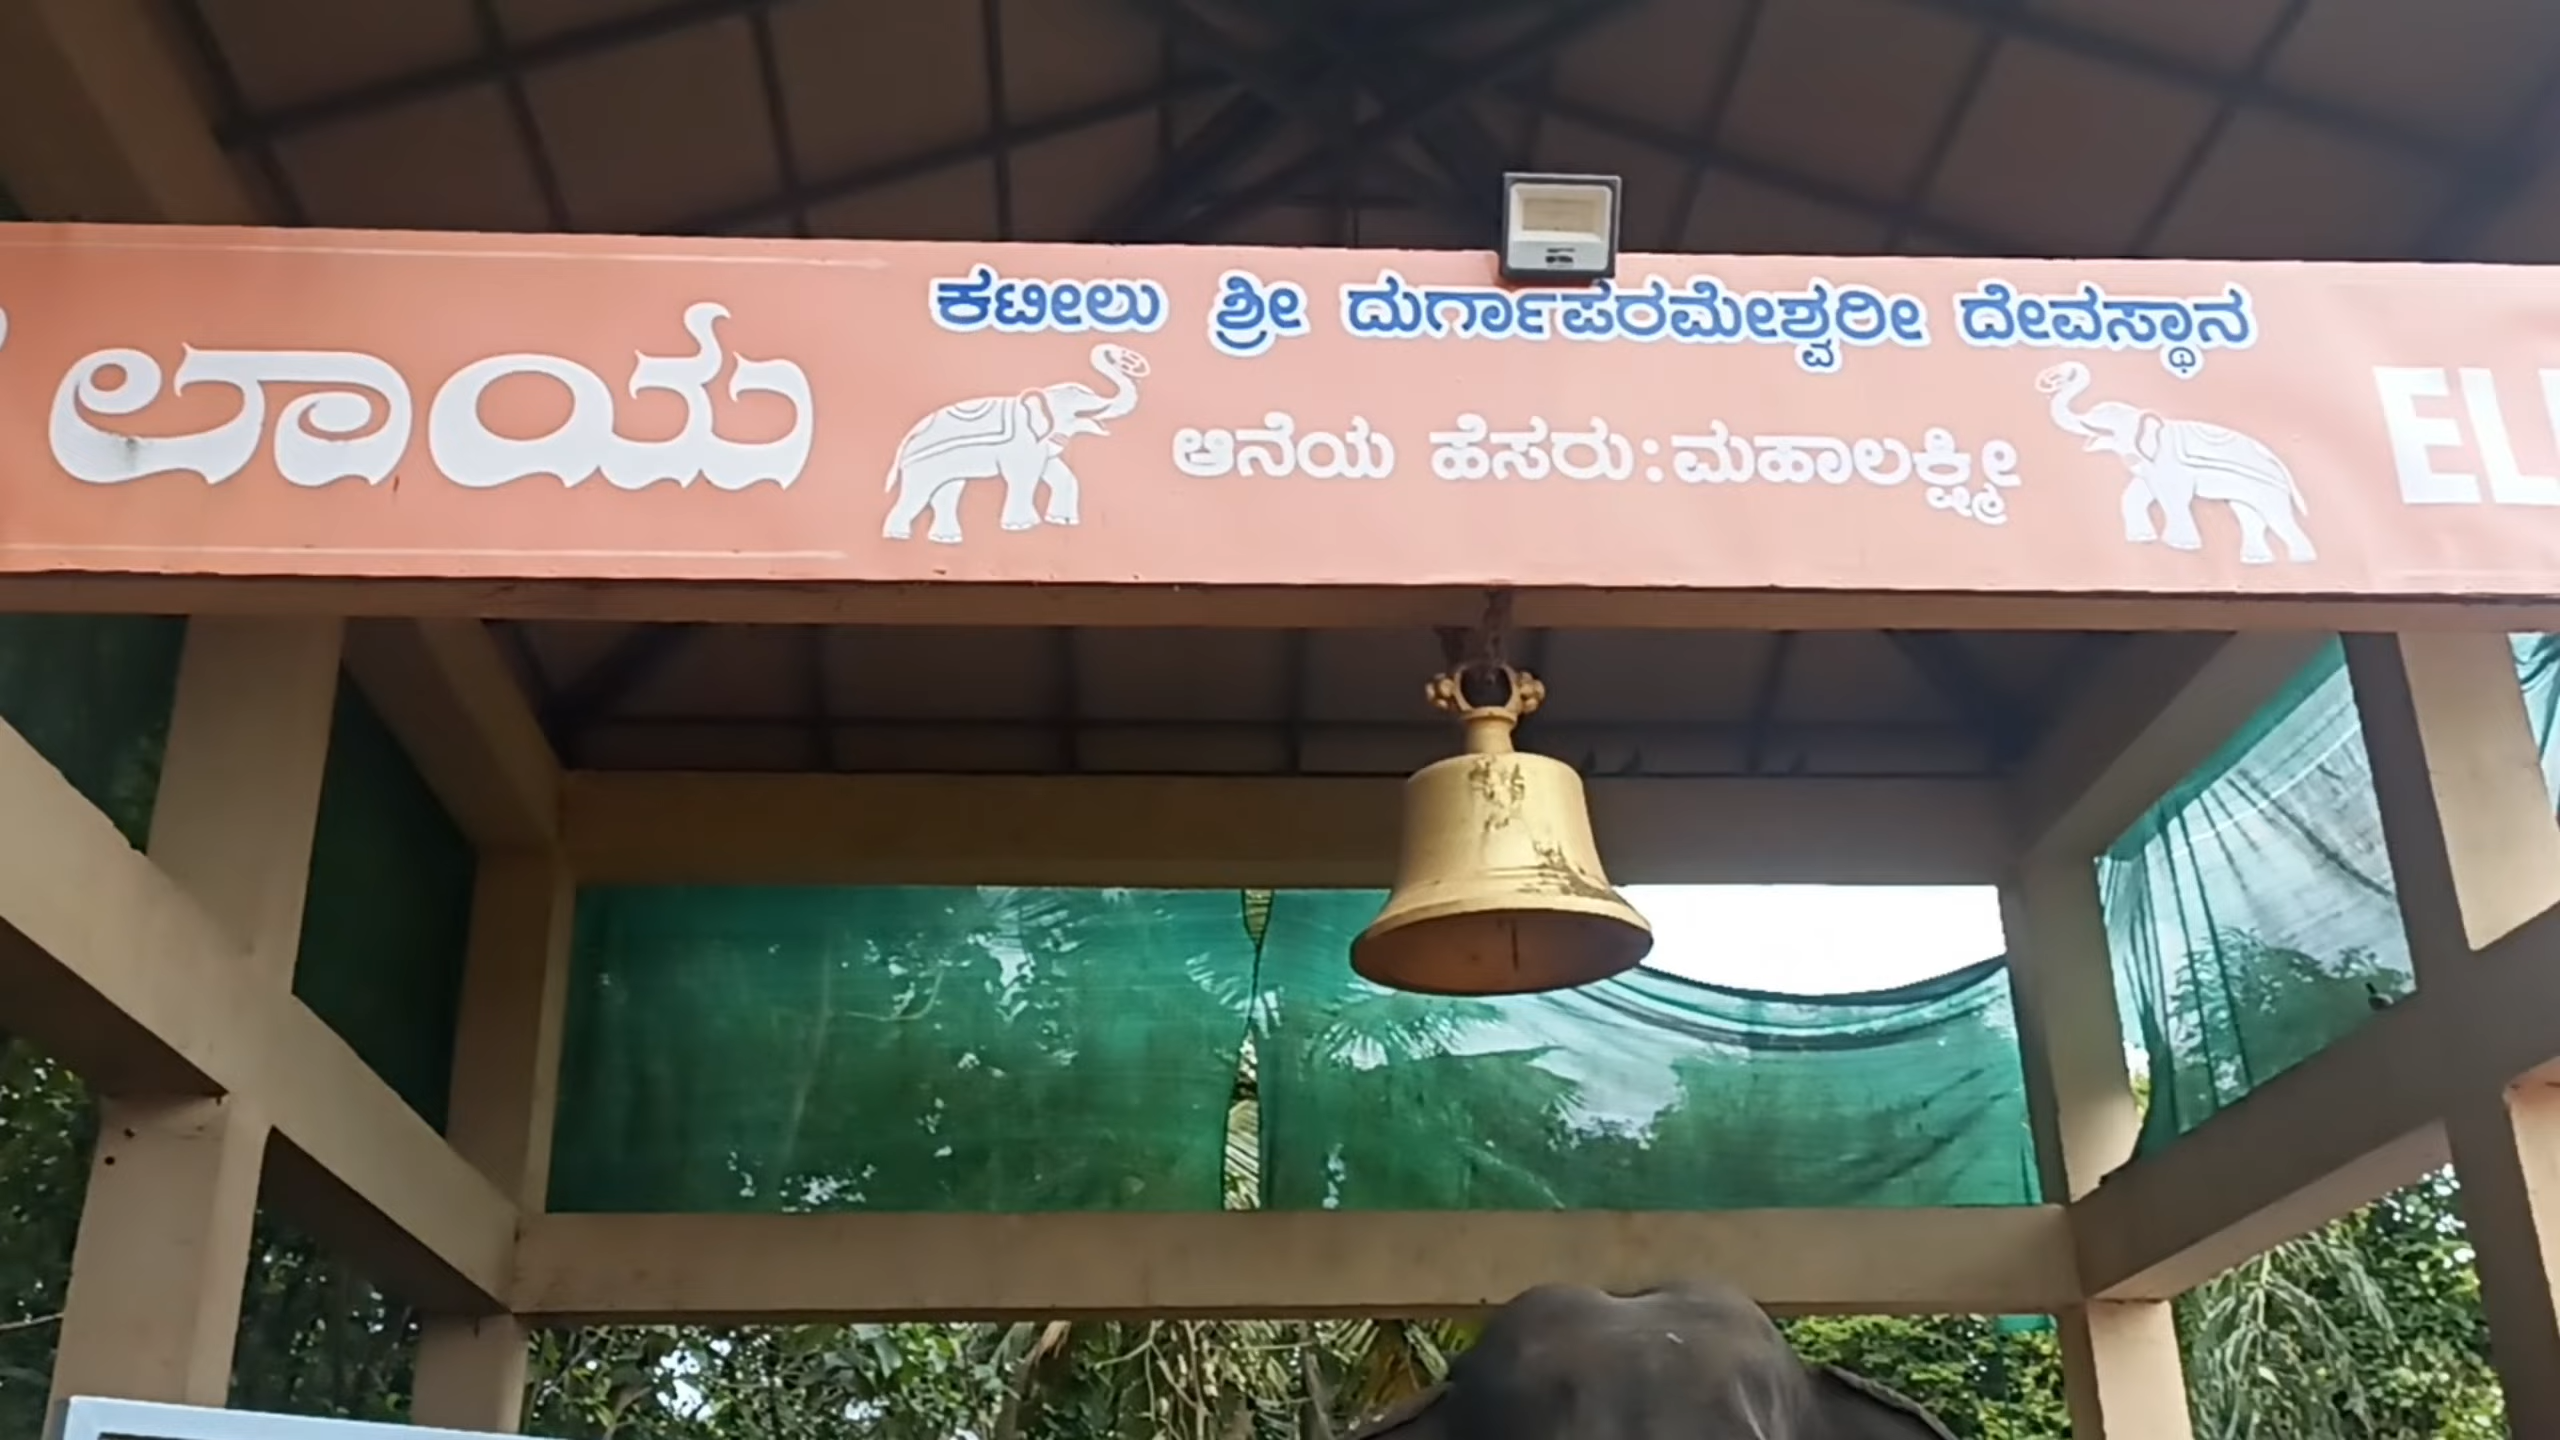 ಲಾಯ
ಕಟೀಲು ಶ್ರೀ ದುರ್ಗಾಪರಮೇಶ್ವರೀ ದೇವಸ್ಥಾನ
ಆನೆಯ ಹೆಸರು:ಮಹಾಲಕ್ಷ್ಮೀ